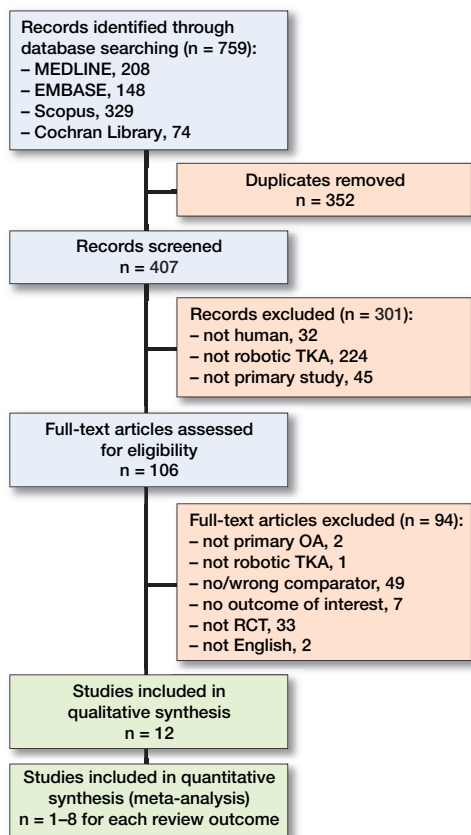 Records identified through
database searching (n = 759):
– MEDLINE, 208
– EMBASE, 148
– Scopus, 329
– Cochran Library, 74
Duplicates removed
n = 352
Records screened
n = 407
Records excluded (n = 301):
– not human, 32
– not robotic TKA, 224
– not primary study, 45
Full-text articles assessed
for eligibility
n = 106
Full-text articles excluded (n = 94):
– not primary OA, 2
– not robotic TKA, 1
– no/wrong comparator, 49
– no outcome of interest, 7
– not RCT, 33
– not English, 2
Studies included in
qualitative synthesis
n = 12
Studies included in quantitative
synthesis (meta-analysis)
n = 1–8 for each review outcome